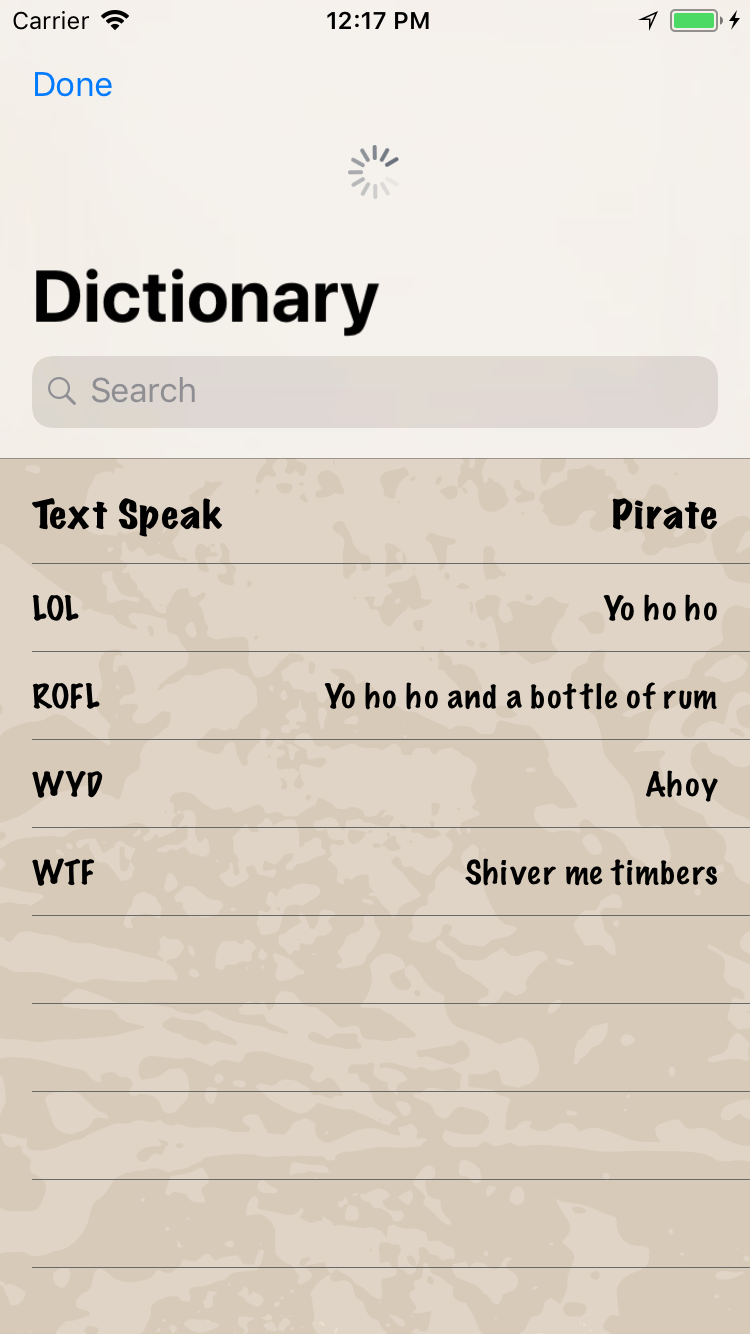 Carrier 12:17 PM
Done
Dictionary
Search
Text Speak Pirate
LOL Yo ho ho
ROFL Yo ho ho and a bottle of rum
WYD Ahoy
WTF Shiver me timbers